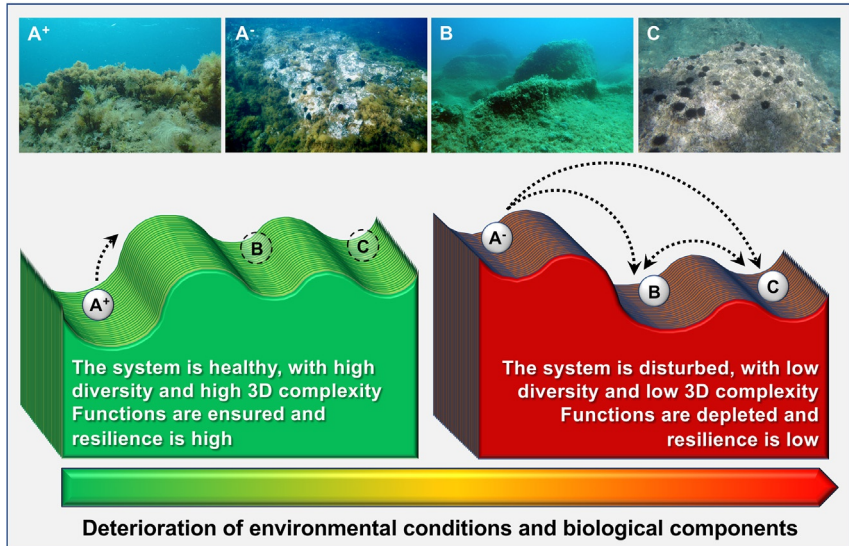 A+
A-
B
C
A+
B
C
A-
B
C
The system is healthy, with high
diversity and high 3D complexity
Functions are ensured and
resilience is high
The system is disturbed, with low
diversity and low 3D complexity
Functions are depleted and
resilience is low
Deterioration of environmental conditions and biological components